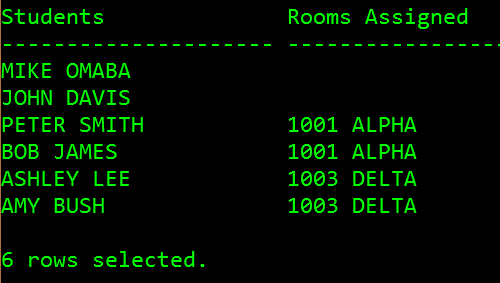 Students Rooms Assigned
--------------------- -----------------
MIKE OMABA
JOHN DAVIS
PETER SMITH 1001 ALPHA
BOB JAMES 1001 ALPHA
ASHLEY LEE 1003 DELTA
AMY BUSH 1003 DELTA
6 rows selected.